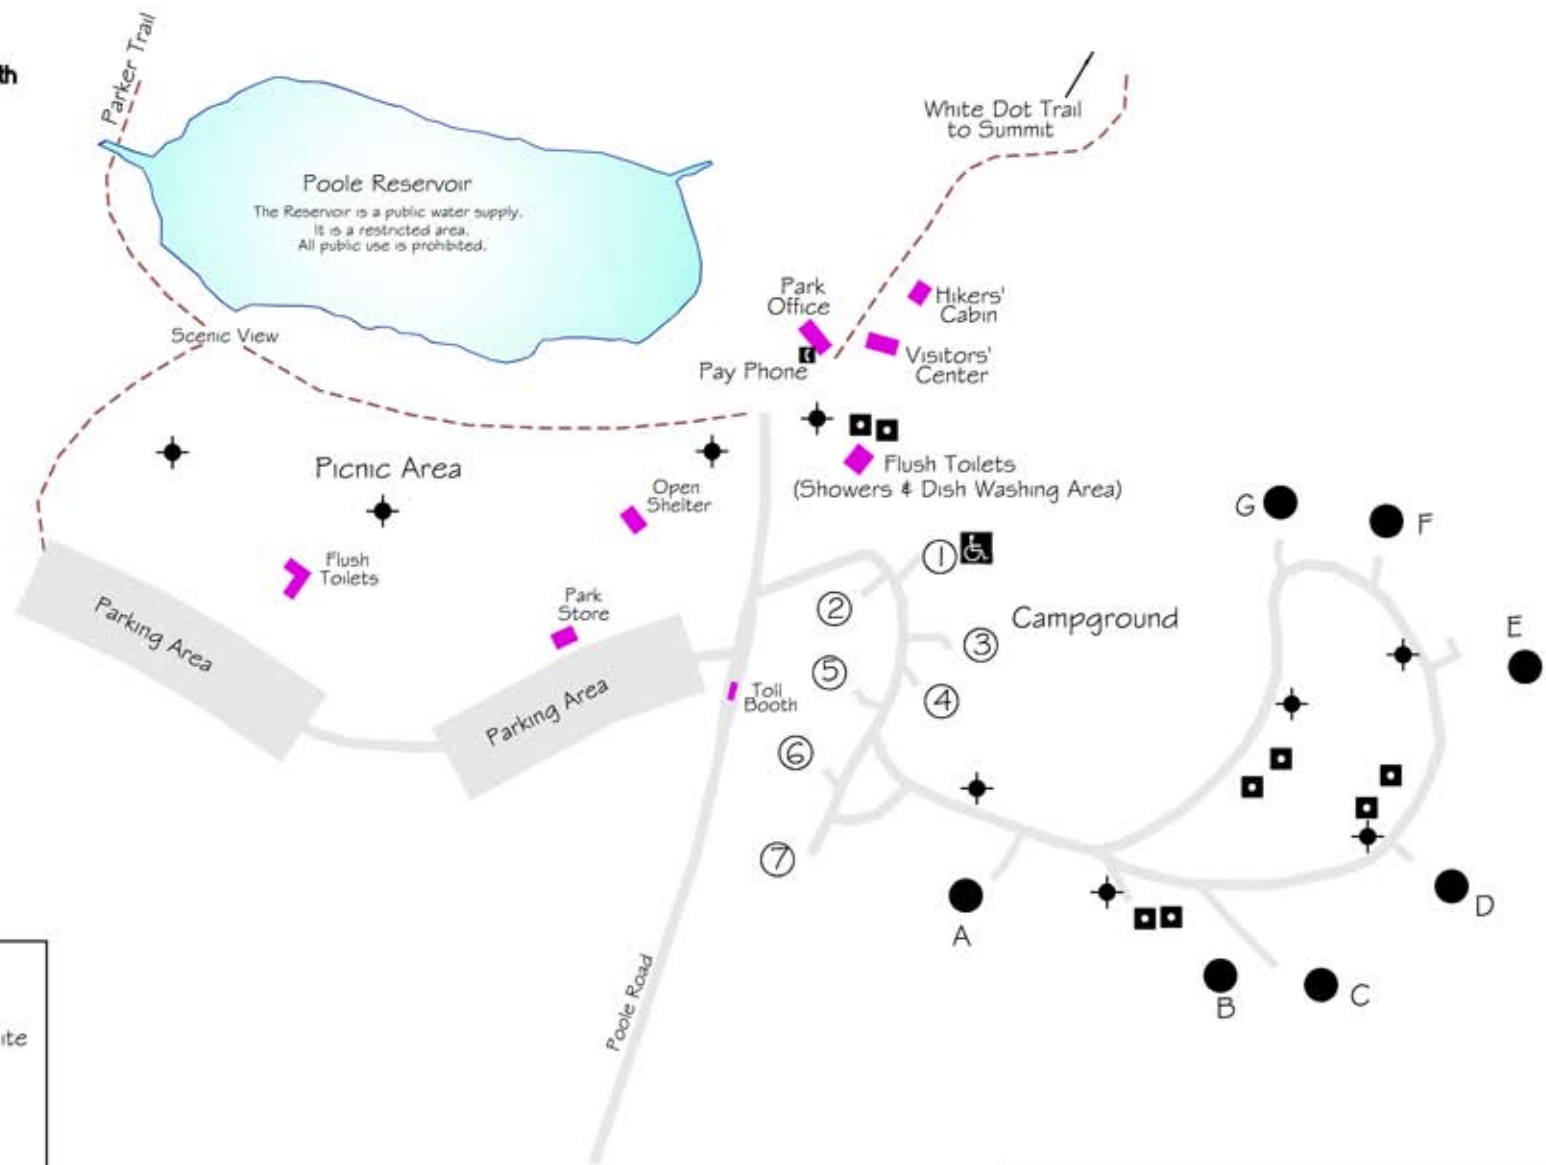 th
Parker Trail
White Dot Trail
to Summit
Poole Reservoir
The Reservoir is a public water supply.
It is a restricted area.
All public use is prohibited.
Park
Office
Hikers'
Cabin
Scenic View
Visitors'
Center
Pay Phone
Picnic Area
Flush Toilets
(Showers & Dish Washing Area)
Open
Shelter
G
F
Flush
Toilets
1
Park
Store
2
Campground
E
Parking Area
3
5
4
Toll
Booth
Parking Area
6
7
A
D
B
C
Poole Road
ite